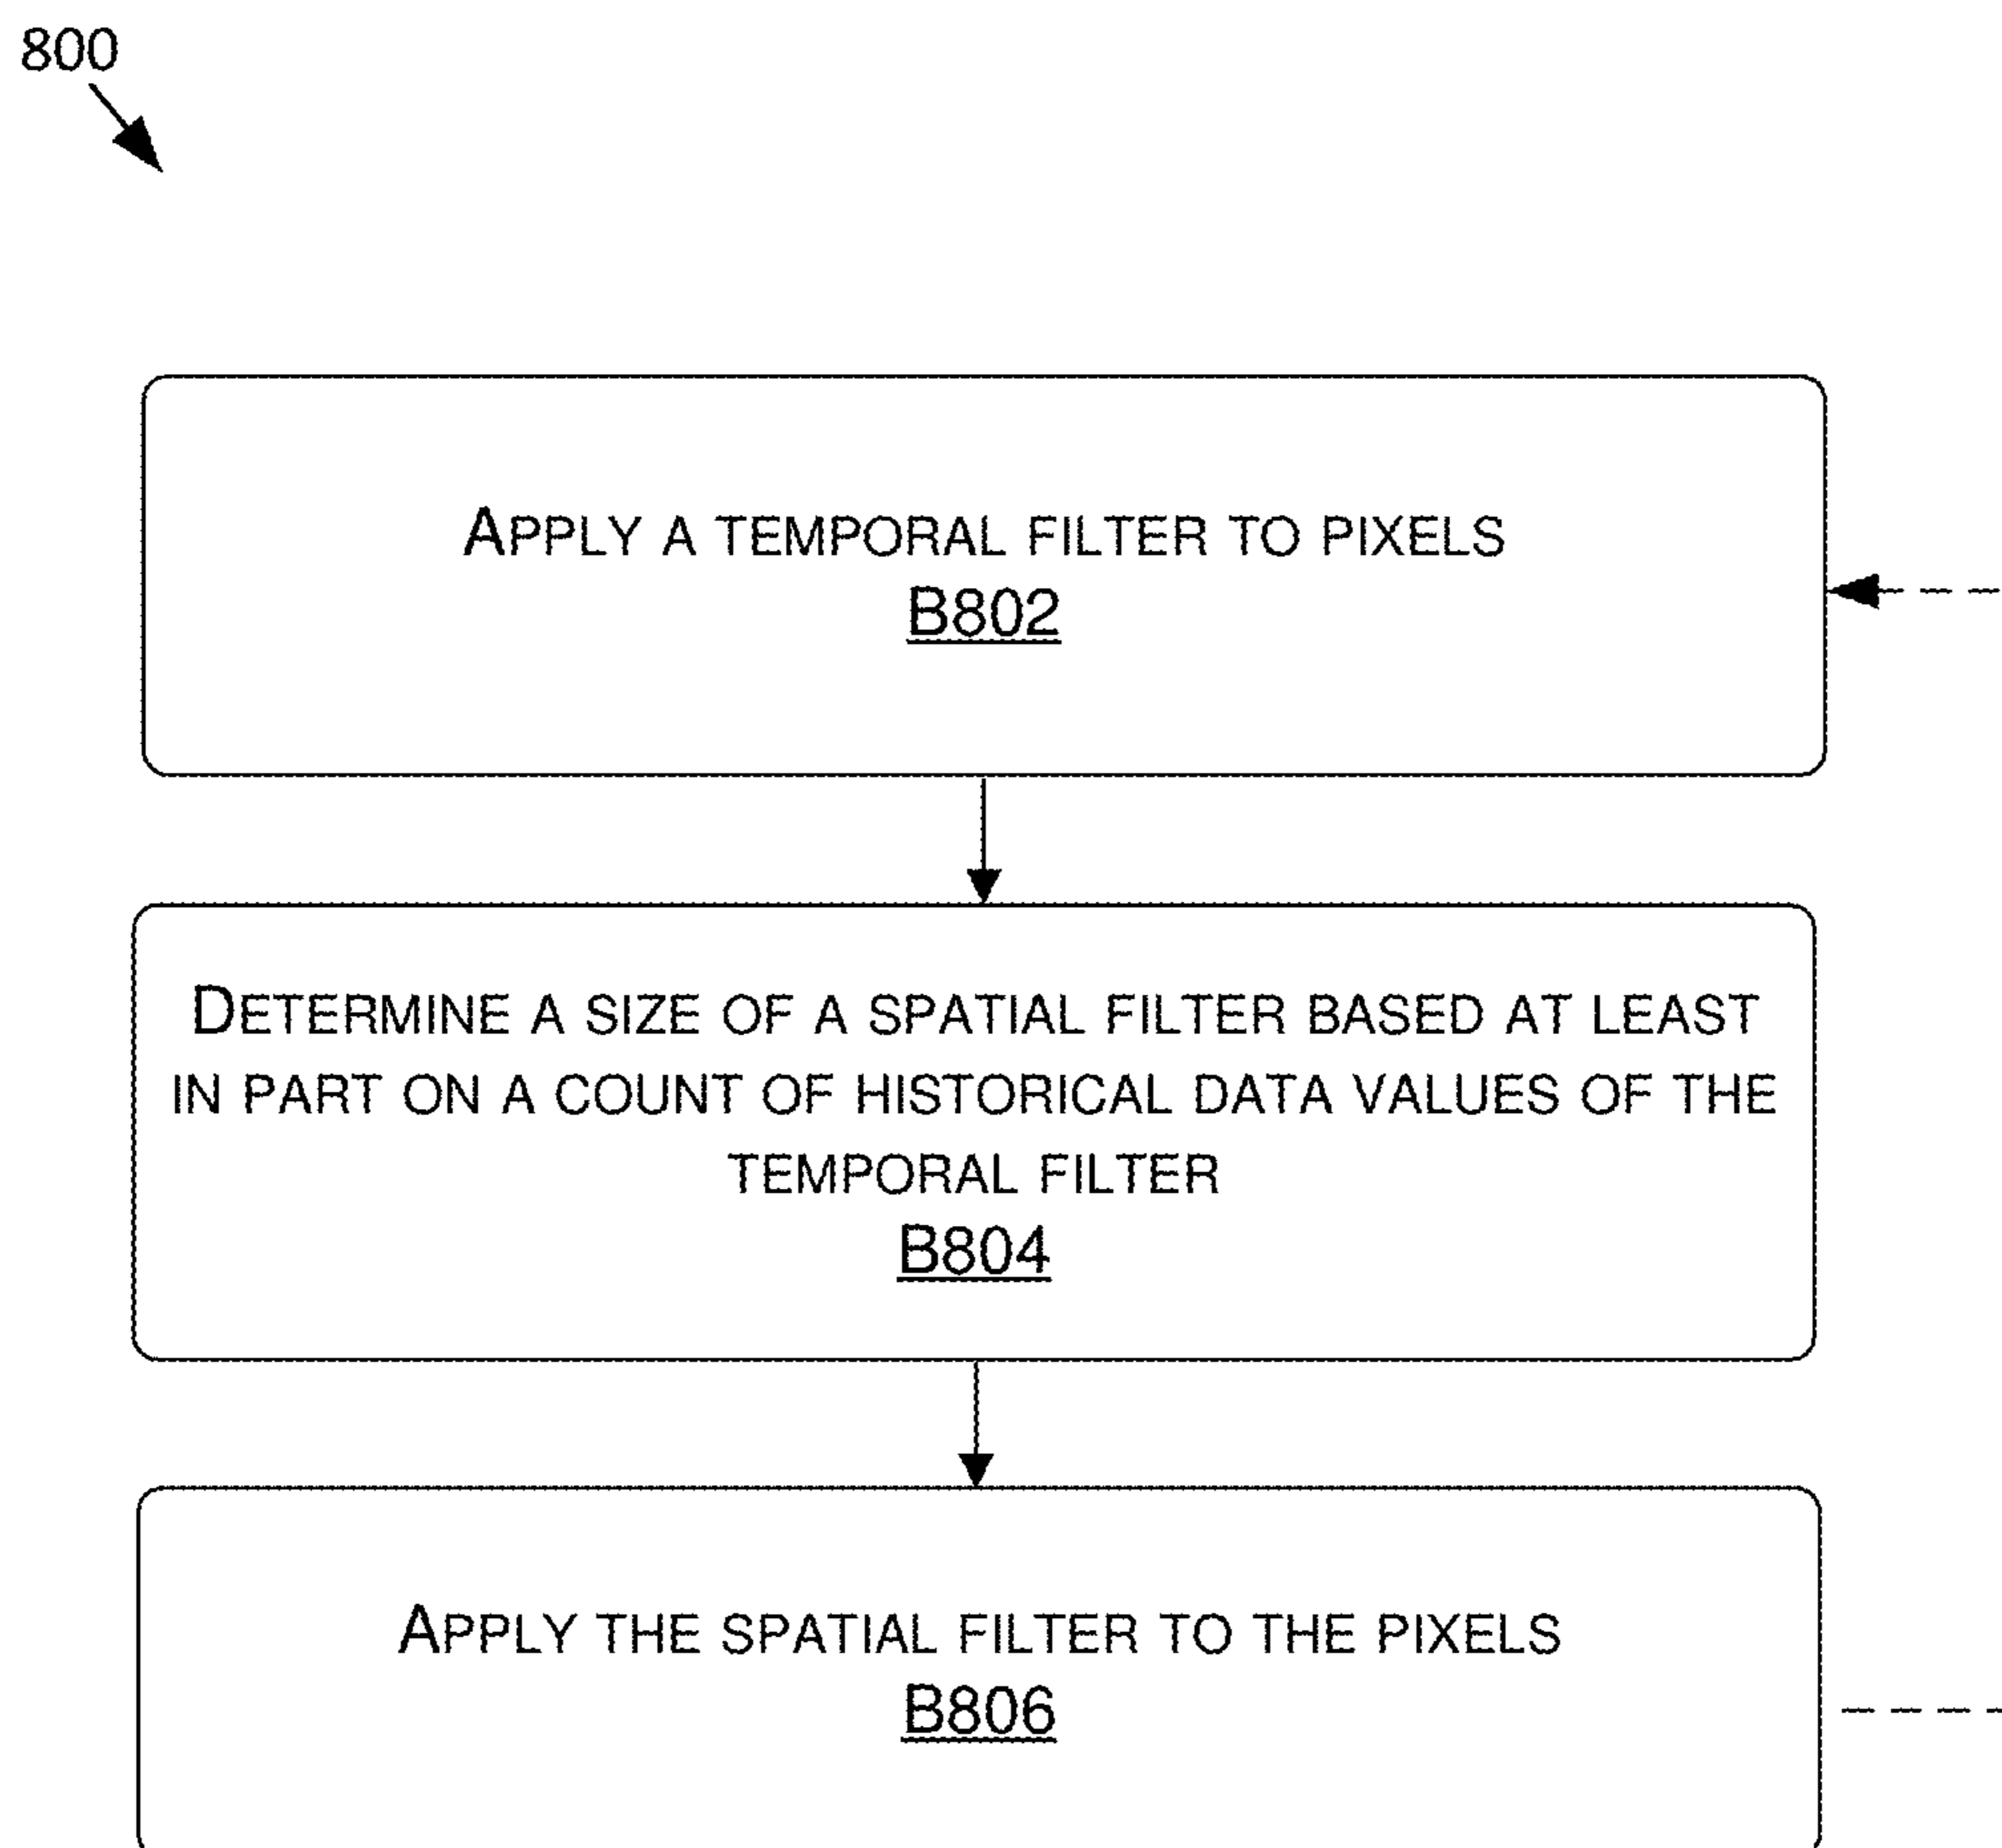 800
APPLY A TEMPORAL FILTER TO PIXELS
B802
DETERMINE A SIZE OF A SPATIAL FILTER BASED AT LEAST
IN PART ON A COUNT OF HISTORICAL DATA VALUES OF THE
TEMPORAL FILTER
B804
APPLY THE SPATIAL FILTER TO THE PIXELS
B806